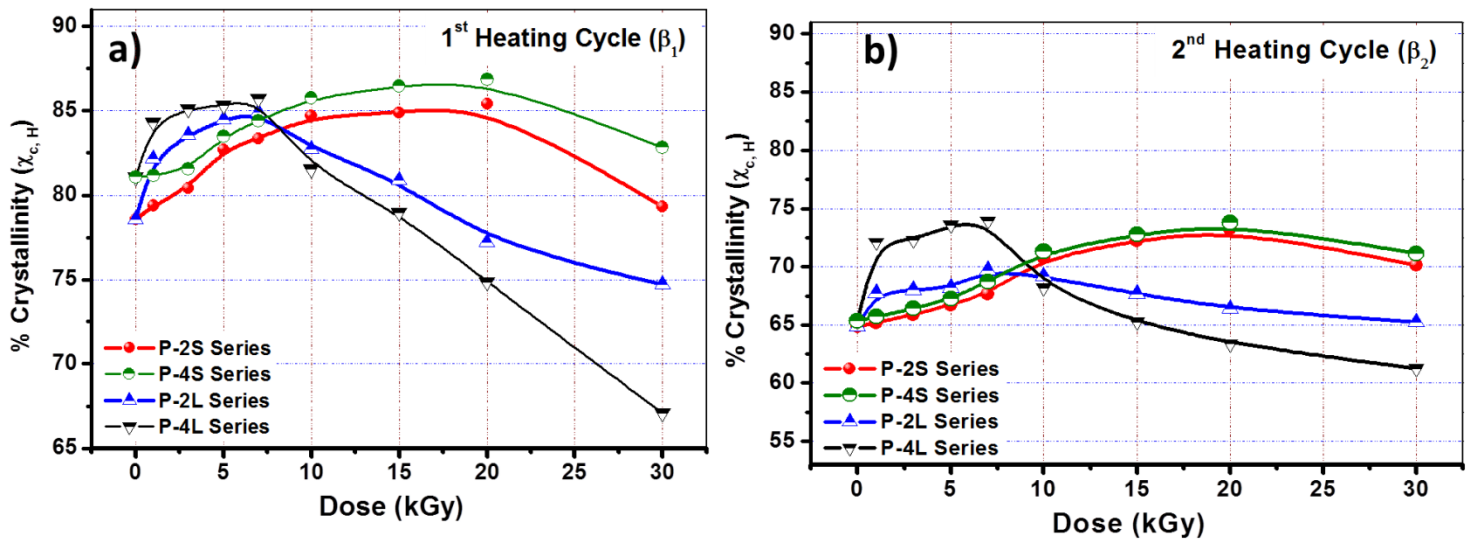 a)
1st Heating Cycle (β1)
% Crystallinity (χc, H)
90
85
80
75
70
65
P-2S Series
P-4S Series
P-2L Series
P-4L Series
0 5 10 15 20 25 30
Dose (kGy)
b)
2nd Heating Cycle (β2)
% Crystallinity (χc, H)
90
85
80
75
70
65
60
55
P-2S Series
P-4S Series
P-2L Series
P-4L Series
0 5 10 15 20 25 30
Dose (kGy)